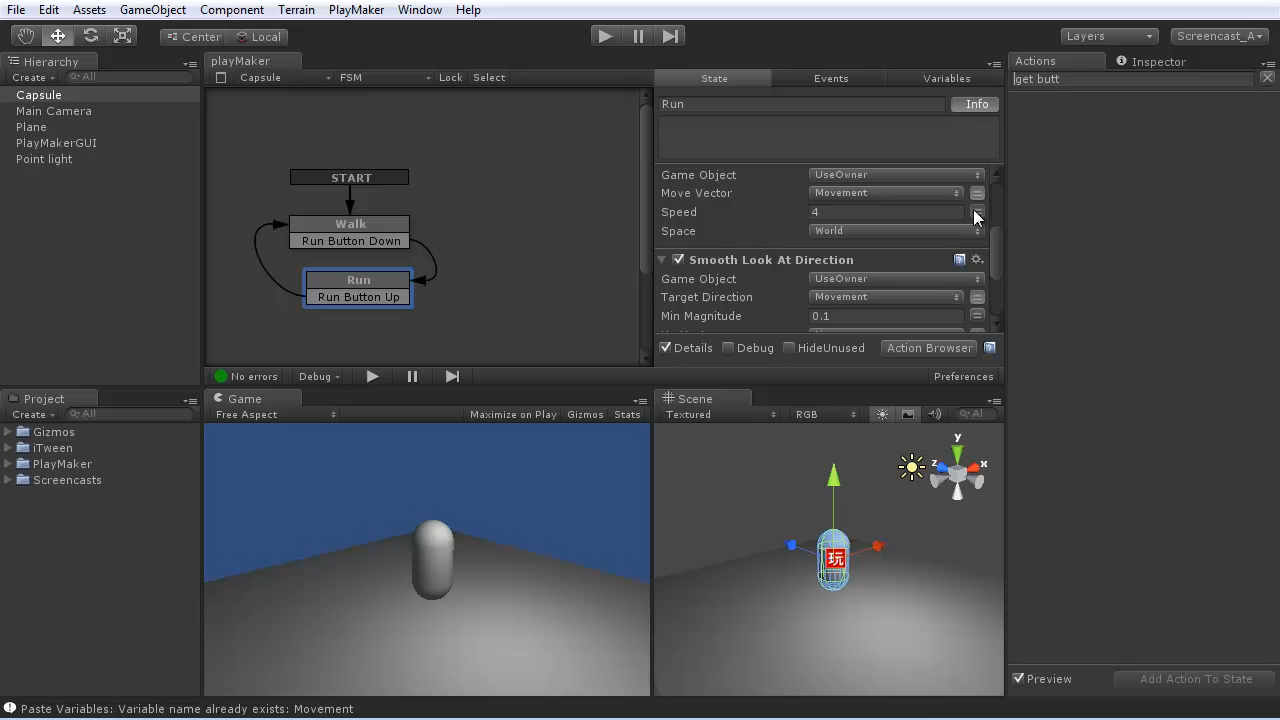 File Edit Assets GameObject Component Terrain PlayMaker Window Help
Center Local Layers Screencast_A
Hierarchy
Create All
Capsule
Main Camera
Plane
PlayMakerGUI
Point light
playMaker
Capsule FSM Lock Select
START
Walk
Run Button Down
Run
Run Button Up
No errors Debug Preferences
State Events Variables
Run Info
Game Object UseOwner
Move Vector Movement
Speed 4
Space World
Smooth Look At Direction
Game Object UseOwner
Target Direction Movement
Min Magnitude 0.1
Details Debug HideUnused Action Browser
Actions Inspector
get butt
Preview Add Action To State
Project
Create All
Gizmos
iTween
PlayMaker
Screencasts
Game
Free Aspect Maximize on Play Gizmos Stats
Scene
Textured RGB Al
y
z x
玩
Paste Variables: Variable name already exists: Movement